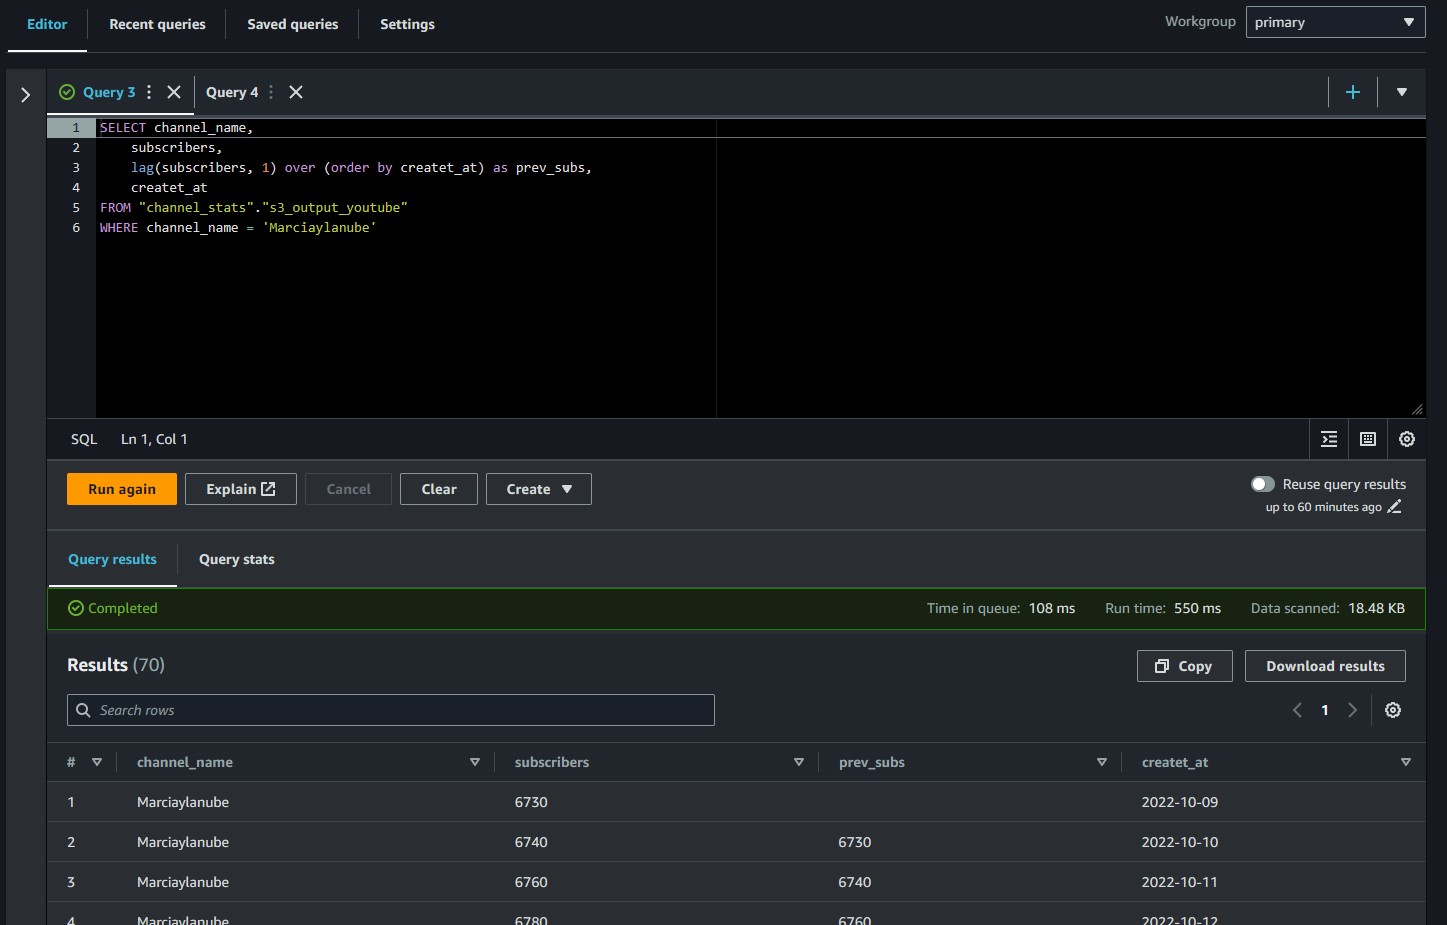 Editor
Recent queries
Saved queries
Settings
Workgroup
primary
Query 3
Query 4
1 SELECT channel_name,
2 subscribers,
3 lag(subscribers, 1) over (order by createt_at) as prev_subs,
4 createt_at
5 FROM "channel_stats"."s3_output_youtube"
6 WHERE channel_name = 'Marciaylanube'
SQL Ln 1, Col 1
Run again
Explain
Cancel
Clear
Create
Reuse query results
up to 60 minutes ago
Query results
Query stats
Completed
Time in queue: 108 ms
Run time: 550 ms
Data scanned: 18.48 KB
Results (70)
Copy
Download results
Search rows
1
# channel_name subscribers prev_subs createt_at
1 Marciaylanube 6730 2022-10-09
2 Marciaylanube 6740 6730 2022-10-10
3 Marciaylanube 6760 6740 2022-10-11
4 Marciaylanube 6780 6760 2022-10-12